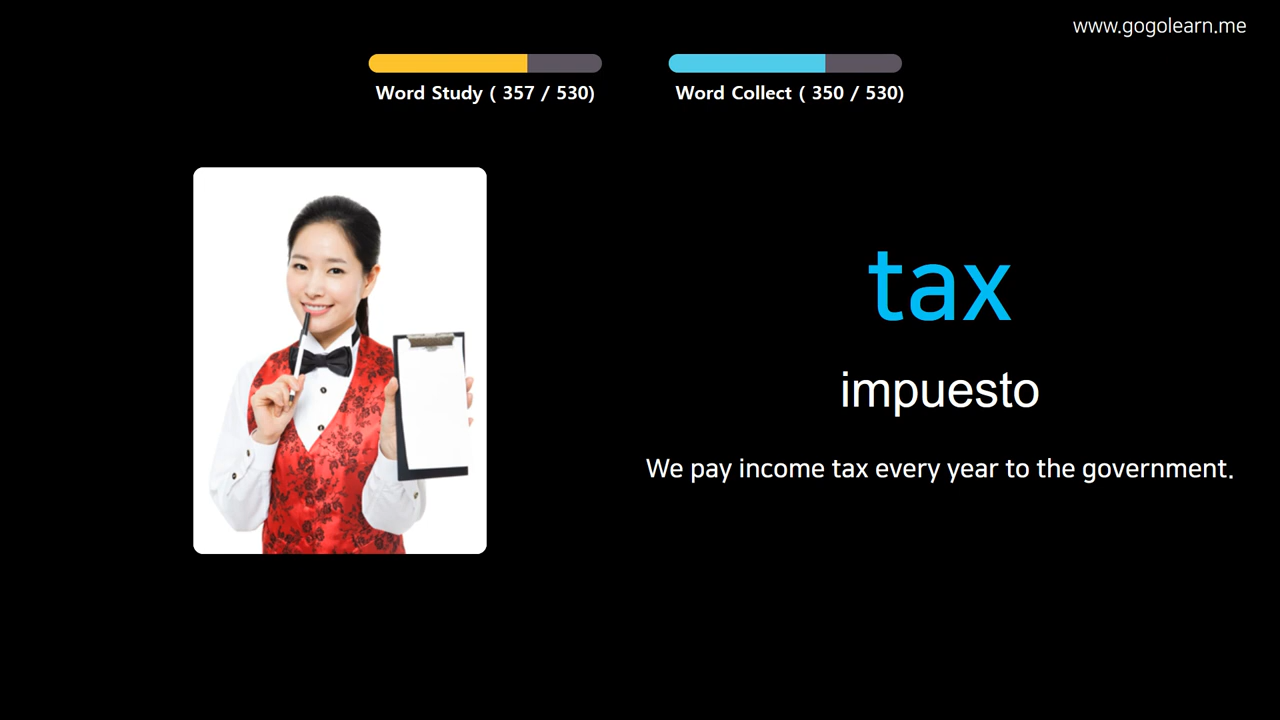 www.gogolearn.me
Word Study ( 357 / 530)
Word Collect ( 350 / 530)
tax
impuesto
We pay income tax every year to the government.